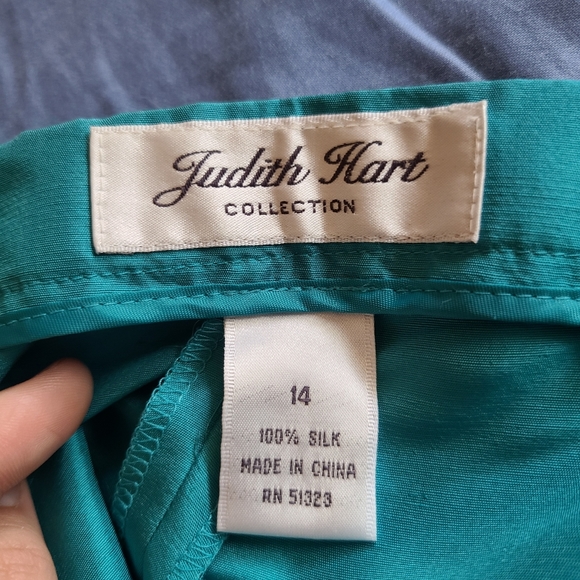 Judith Hart
COLLECTION
14
100% SILK
MADE IN CHINA
RN 51323